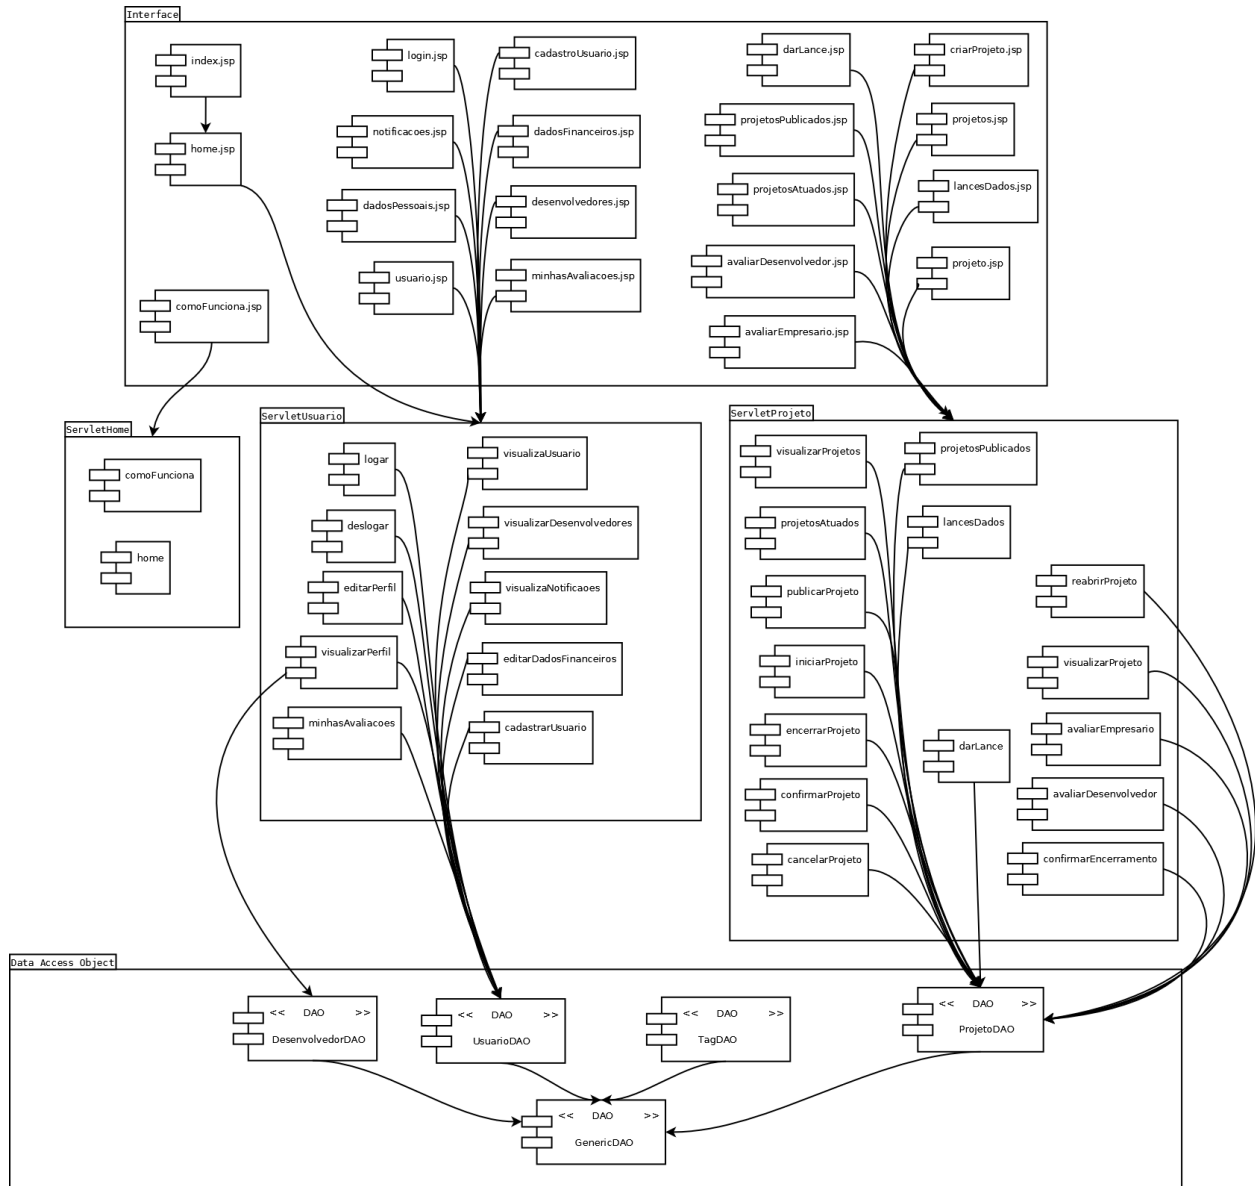 Interface
index.jsp
home.jsp
comoFunciona.jsp
login.jsp
cadastroUsuario.jsp
notificacoes.jsp
dadosFinanceiros.jsp
dadosPessoais.jsp
desenvolvedores.jsp
usuario.jsp
minhasAvaliacoes.jsp
darLance.jsp
criarProjeto.jsp
projetosPublicados.jsp
projetos.jsp
projetosAtuados.jsp
lancesDados.jsp
avaliarDesenvolvedor.jsp
projeto.jsp
avaliarEmpresario.jsp
ServletHome
comoFunciona
home
ServletUsuario
logar
visualizaUsuario
deslogar
visualizarDesenvolvedores
editarPerfil
visualizaNotificaoes
visualizarPerfil
editarDadosFinanceiros
minhasAvaliacoes
cadastrarUsuario
ServletProjeto
visualizarProjetos
projetosPublicados
projetosAtuados
lancesDados
publicarProjeto
reabrirProjeto
iniciarProjeto
visualizarProjeto
encerrarProjeto
darLance
avaliarEmpresario
confirmarProjeto
avaliarDesenvolvedor
cancelarProjeto
confirmarEncerramento
Data Access Object
<< DAO >>
DesenvolvedorDAO
<< DAO >>
UsuarioDAO
<< DAO >>
TagDAO
<< DAO >>
ProjetoDAO
<< DAO >>
GenericDAO